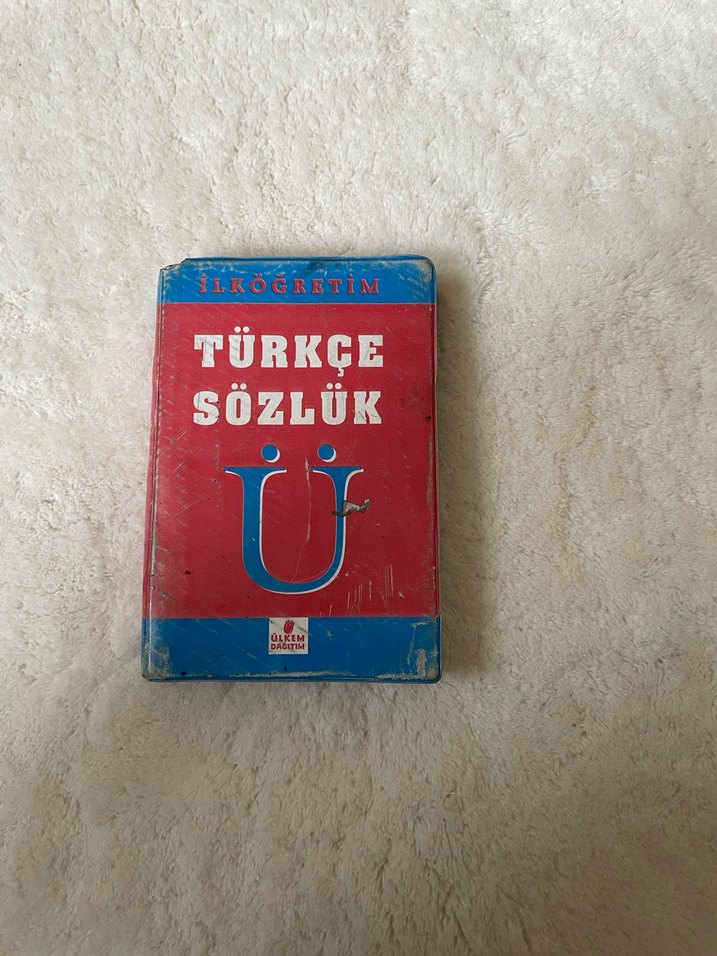 İLKÖĞRETİM
TÜRKÇE
SÖZLÜK
Ü
ÜLKEM
DAĞITIM